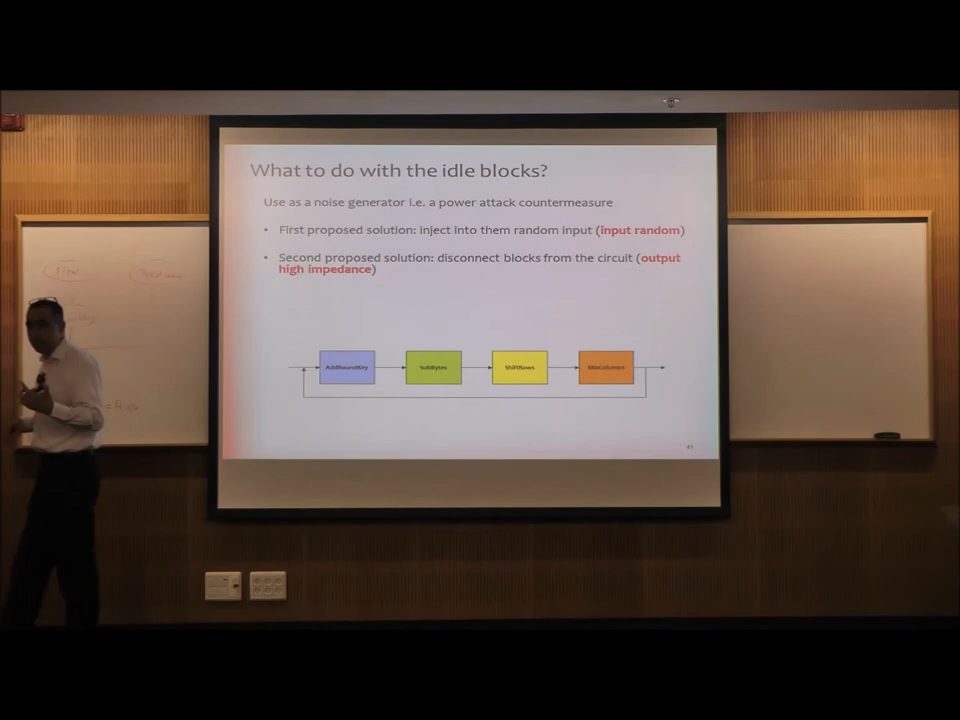 What to do with the idle blocks?
Use as a noise generator i.e. a power attack countermeasure
• First proposed solution: inject into them random input (input random)
• Second proposed solution: disconnect blocks from the circuit (output
high impedance)
AddRoundKey SubBytes ShiftRows MixColumns
41